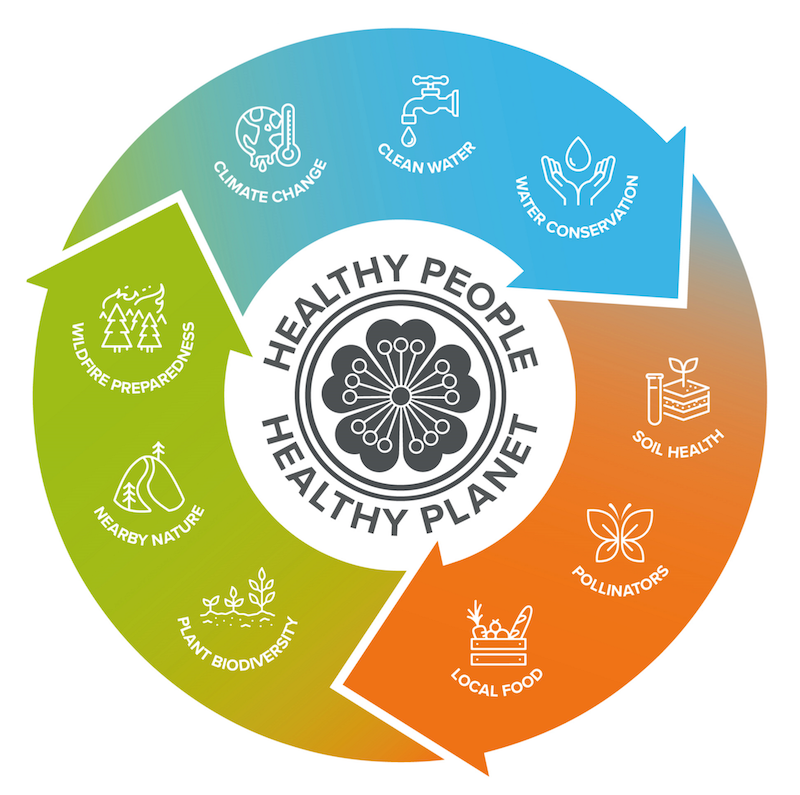 CLIMATE CHANGE
CLEAN WATER
WATER CONSERVATION
SOIL HEALTH
POLLINATORS
LOCAL FOOD
PLANT BIODIVERSITY
NEARBY NATURE
WILDFIRE PREPAREDNESS
HEALTHY PEOPLE
HEALTHY PLANET